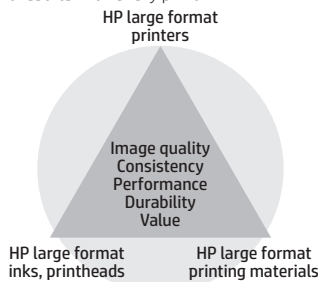 HP large format
printers
Image quality
Consistency
Performance
Durability
Value
HP large format
inks, printheads
HP large format
printing materials